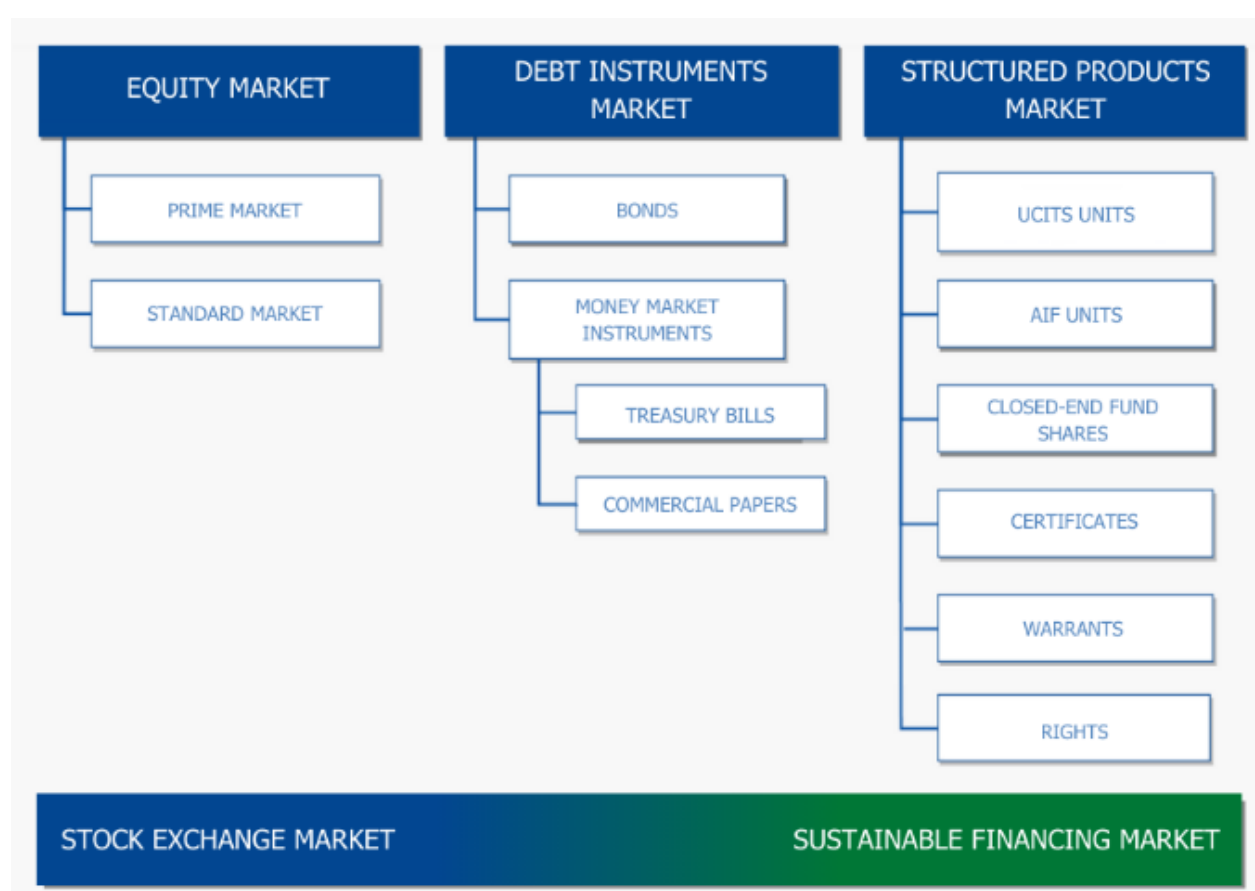 EQUITY MARKET
PRIME MARKET
STANDARD MARKET
DEBT INSTRUMENTS
MARKET
BONDS
MONEY MARKET
INSTRUMENTS
TREASURY BILLS
COMMERCIAL PAPERS
STRUCTURED PRODUCTS
MARKET
UCITS UNITS
AIF UNITS
CLOSED-END FUND
SHARES
CERTIFICATES
WARRANTS
RIGHTS
STOCK EXCHANGE MARKET
SUSTAINABLE FINANCING MARKET